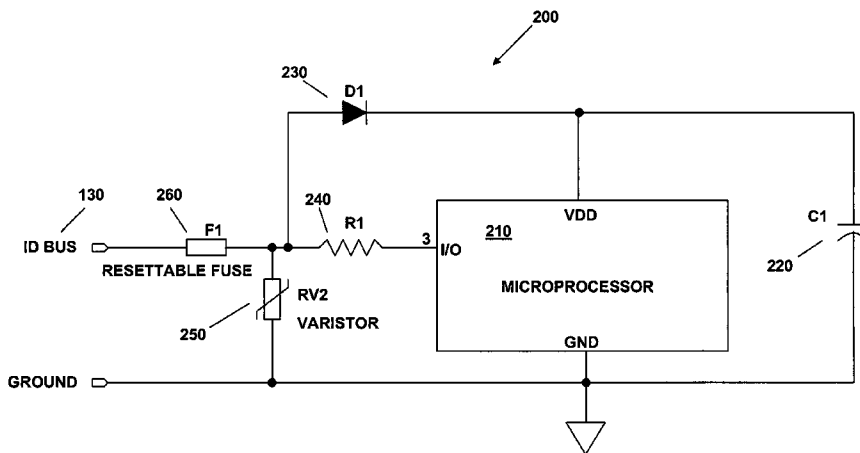 200
230
D1
130
260
240
F1
R1
VDD
C1
ID BUS
3
I/O
210
220
RESETTABLE FUSE
MICROPROCESSOR
RV2
250
VARISTOR
GND
GROUND